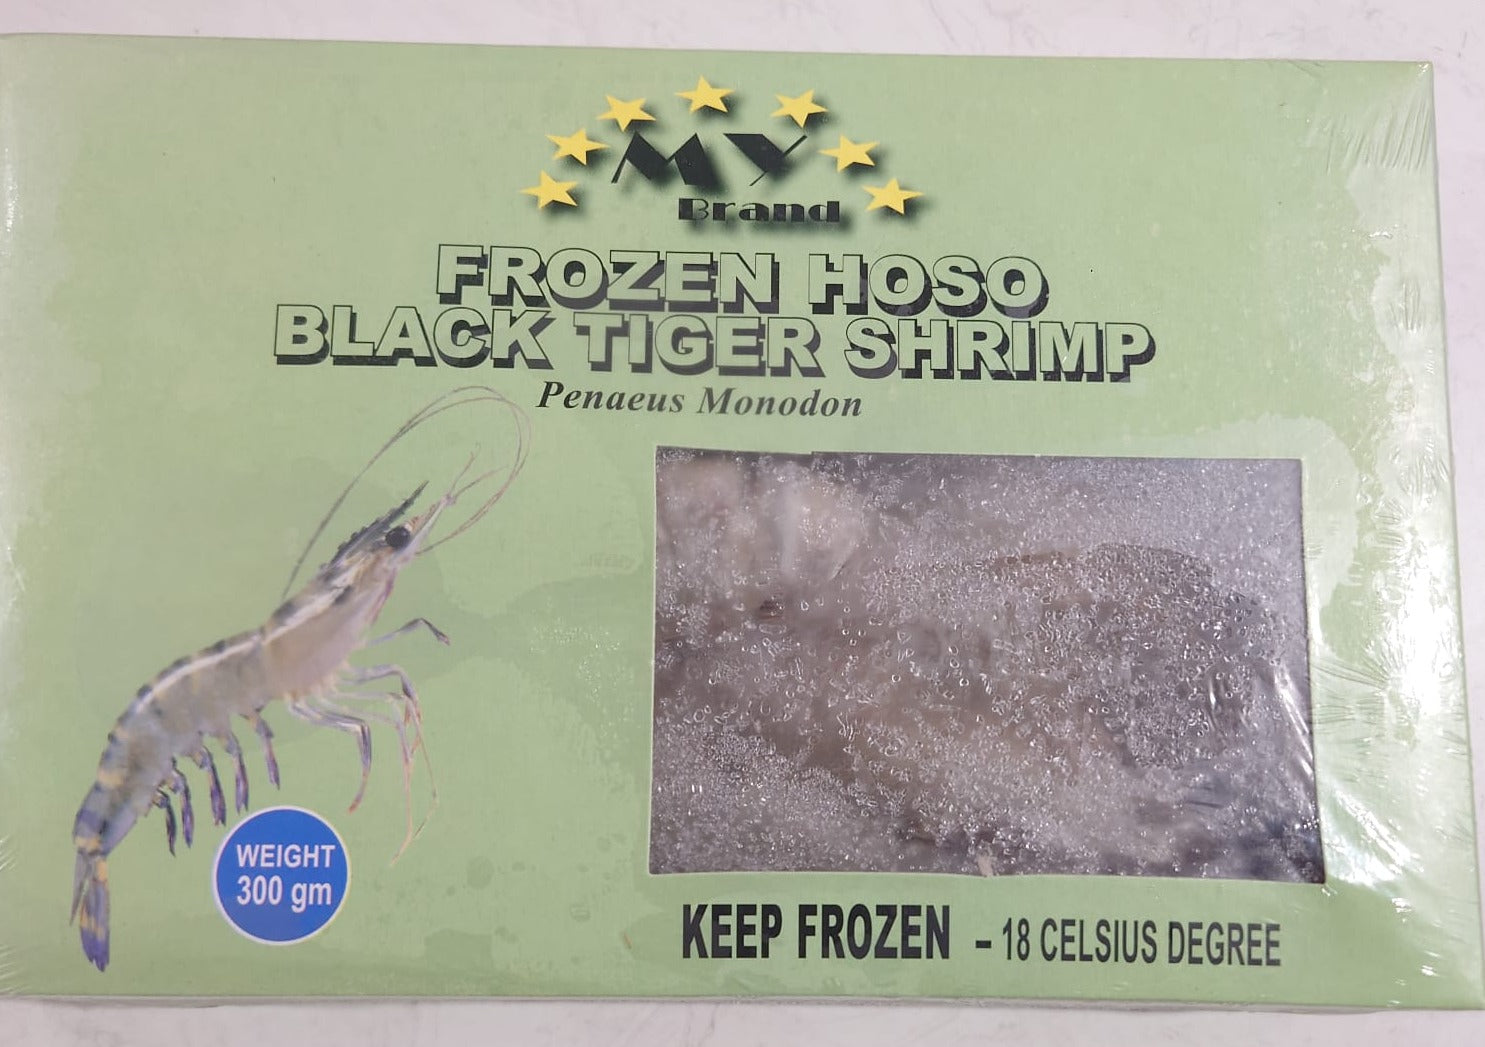 MY
Brand
FROZEN HOSO
BLACK TIGER SHRIMP
Penaeus Monodon
WEIGHT
300 gm
KEEP FROZEN – 18 CELSIUS DEGREE